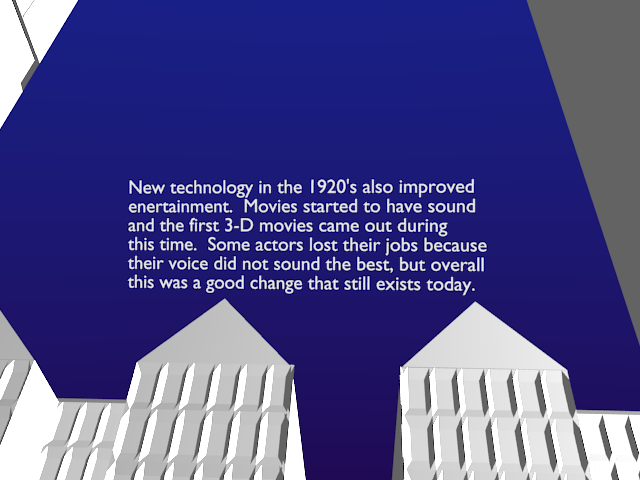 New technology in the 1920's also improved
enertainment.  Movies started to have sound
and the first 3-D movies came out during
this time.  Some actors lost their jobs because
their voice did not sound the best, but overall
this was a good change that still exists today.